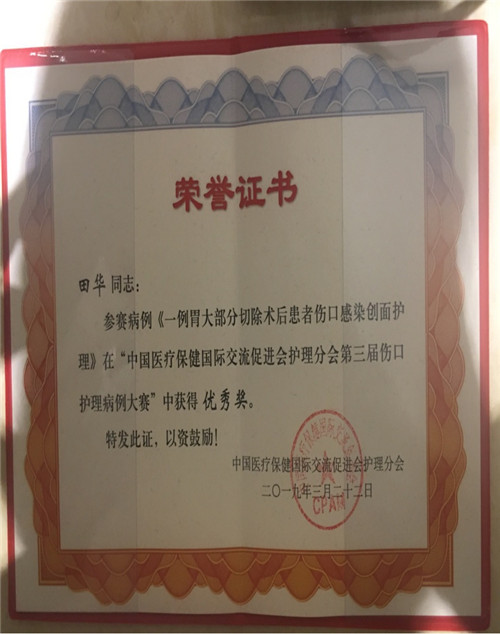 荣誉证书
田华同志：
参赛病例《一例胃大部分切除术后患者伤口感染创面护
理》在“中国医疗保健国际交流促进会护理分会第三届伤口
护理病例大赛”中获得 优秀奖。
特发此证，以资鼓励！
中国医疗保健国际交流促进会护理分会
二〇一九年三月二十二日
CPAM